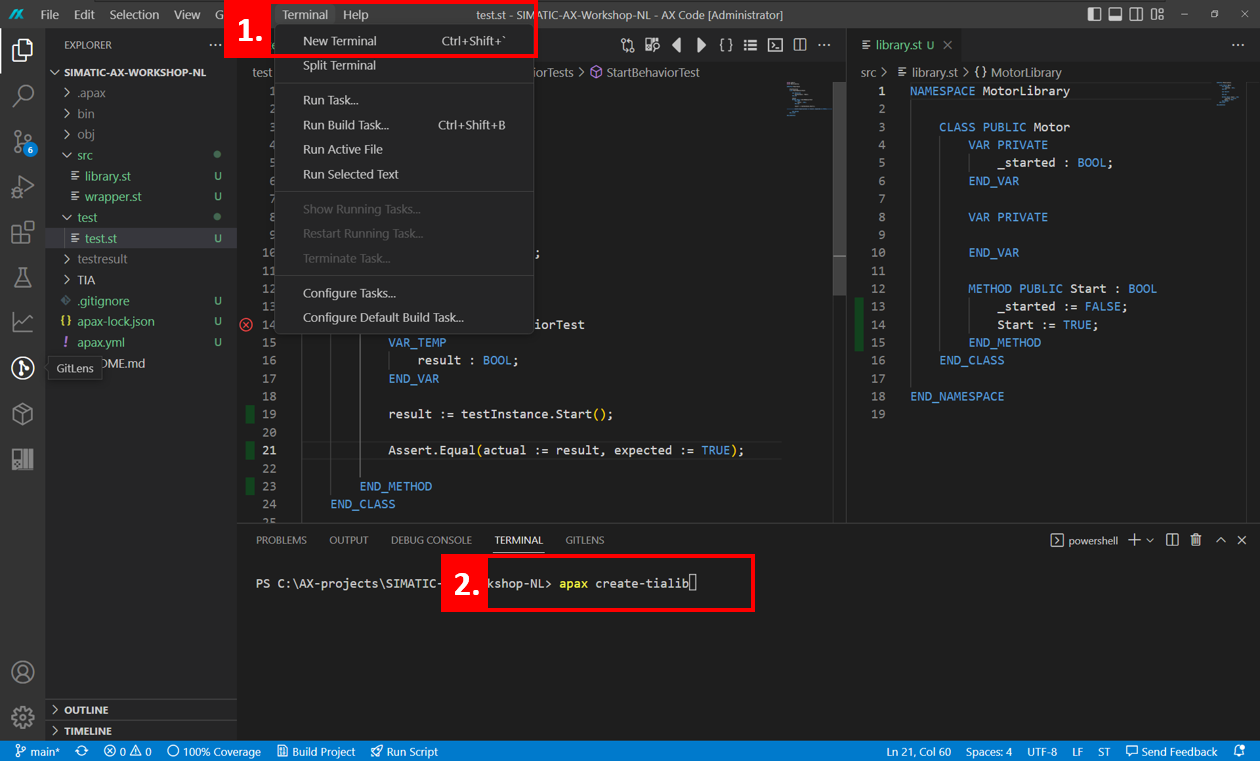 File Edit Selection View G
Terminal Help
test.st - SIMATIC-AX-Workshop-NL - AX Code [Administrator]
1.
New Terminal Ctrl+Shift+`
Split Terminal
Run Task...
Run Build Task... Ctrl+Shift+B
Run Active File
Run Selected Text
Show Running Tasks...
Restart Running Task...
Terminate Task...
Configure Tasks...
Configure Default Build Task...
EXPLORER
SIMATIC-AX-WORKSHOP-NL
.apax
bin
obj
src
library.st U
wrapper.st U
test
test.st U
testresult
TIA
.gitignore U
apax-lock.json U
apax.yml U
OME.md
GitLens
6
OUTLINE
TIMELINE
test
iorTests > StartBehaviorTest
1
2
3
4
5
6
7
8
9
10 ;
11
12
13
14 iorTest
15 VAR_TEMP
16 result : BOOL;
17 END_VAR
18
19 result := testInstance.Start();
20
21 Assert.Equal(actual := result, expected := TRUE);
22
23 END_METHOD
24 END_CLASS
25
library.st U
src > library.st > {} MotorLibrary
1 NAMESPACE MotorLibrary
2
3 CLASS PUBLIC Motor
4 VAR PRIVATE
5 _started : BOOL;
6 END_VAR
7
8 VAR PRIVATE
9
10 END_VAR
11
12 METHOD PUBLIC Start : BOOL
13 _started := FALSE;
14 Start := TRUE;
15 END_METHOD
16 END_CLASS
17
18 END_NAMESPACE
19
PROBLEMS OUTPUT DEBUG CONSOLE TERMINAL GITLENS
powershell
PS C:\AX-projects\SIMATIC- 2. kshop-NL> apax create-tialib
main* 0 0 100% Coverage Build Project Run Script
Ln 21, Col 60 Spaces: 4 UTF-8 LF ST Send Feedback